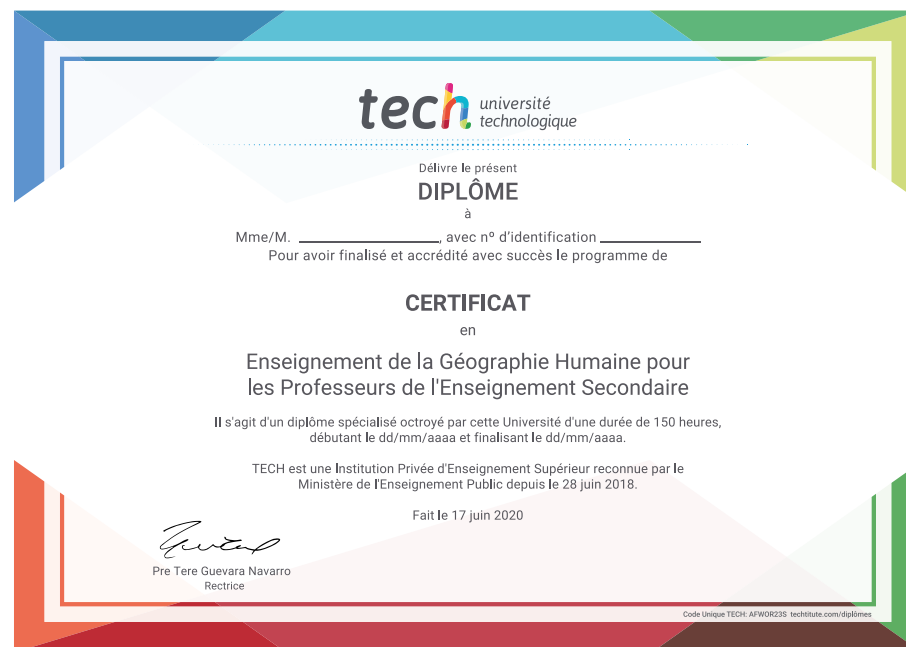 tech université
technologique
Délivre le présent
DIPLÔME
à
Mme/M. ____________________, avec nº d'identification ______________
Pour avoir finalisé et accrédité avec succès le programme de
CERTIFICAT
en
Enseignement de la Géographie Humaine pour
les Professeurs de l'Enseignement Secondaire
Il s'agit d'un diplôme spécialisé octroyé par cette Université d'une durée de 150 heures,
débutant le dd/mm/aaaa et finalisant le dd/mm/aaaa.
TECH est une Institution Privée d'Enseignement Supérieur reconnue par le
Ministère de l'Enseignement Public depuis le 28 juin 2018.
Fait le 17 juin 2020
Pre Tere Guevara Navarro
Rectrice
Code Unique TECH: AFWOR23S techtitute.com/diplômes